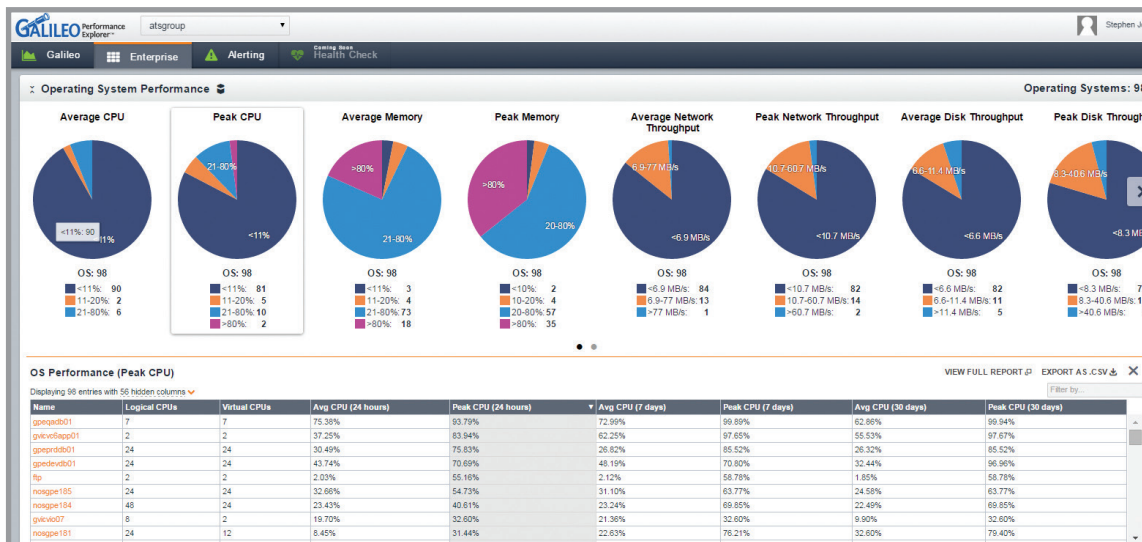 GALILEO Performance Explorer™
atsgroup
Stephen J
Galileo
Enterprise
Alerting
Coming Soon
Health Check
Operating System Performance
Operating Systems: 98
Average CPU
<11%: 90
11%
OS: 98
<11%: 90
11-20%: 2
21-80%: 6
Peak CPU
21-80%
<11%
OS: 98
<11%: 81
11-20%: 5
21-80%: 10
>80%: 2
Average Memory
>80%
21-80%
OS: 98
<11%: 3
11-20%: 4
21-80%: 73
>80%: 18
Peak Memory
>80%
20-80%
OS: 98
<10%: 2
10-20%: 4
20-80%: 57
>80%: 35
Average Network
Throughput
6.9-77 MB/s
<6.9 MB/s
OS: 98
<6.9 MB/s: 84
6.9-77 MB/s: 13
>77 MB/s: 1
Peak Network Throughput
10.7-60.7 MB/s
<10.7 MB/s
OS: 98
<10.7 MB/s: 82
10.7-60.7 MB/s: 14
>60.7 MB/s: 2
Average Disk Throughput
6.6-11.4 MB/s
<6.6 MB/s
OS: 98
<6.6 MB/s: 82
6.6-11.4 MB/s: 11
>11.4 MB/s: 5
Peak Disk Through
8.3-40.6 MB/s
<8.3 M
OS: 98
<8.3 MB/s: 7
8.3-40.6 MB/s: 1
>40.6 MB/s:
OS Performance (Peak CPU)
VIEW FULL REPORT EXPORT AS .CSV
Displaying 98 entries with 56 hidden columns
Filter by...
Name Logical CPUs Virtual CPUs Avg CPU (24 hours) Peak CPU (24 hours) Avg CPU (7 days) Peak CPU (7 days) Avg CPU (30 days) Peak CPU (30 days)
gpeqadb01 7 7 75.38% 93.79% 72.99% 99.89% 62.86% 99.94%
gvicvo6app01 2 2 37.25% 83.94% 62.25% 97.65% 55.53% 97.67%
gpeprddb01 24 24 30.49% 75.83% 26.82% 85.52% 26.32% 85.52%
gpedevdb01 24 24 43.74% 70.69% 48.19% 70.80% 32.44% 96.96%
ftp 2 2 2.03% 55.16% 2.12% 58.78% 1.85% 58.78%
nosgpe185 24 24 32.66% 54.73% 31.10% 63.77% 24.58% 63.77%
nosgpe184 48 24 23.43% 40.61% 23.24% 69.85% 22.49% 69.85%
gvicvio07 8 2 19.70% 32.60% 21.36% 32.60% 9.90% 32.60%
nosgpe181 24 12 8.45% 31.44% 22.63% 76.21% 32.60% 79.40%